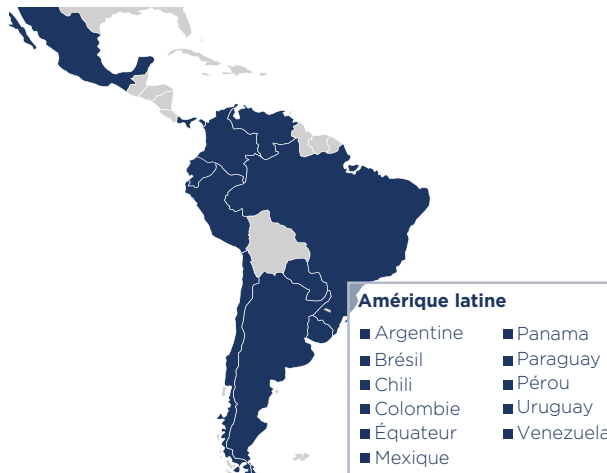 Amérique latine
Argentine
Brésil
Chili
Colombie
Équateur
Mexique
Panama
Paraguay
Pérou
Uruguay
Venezuela